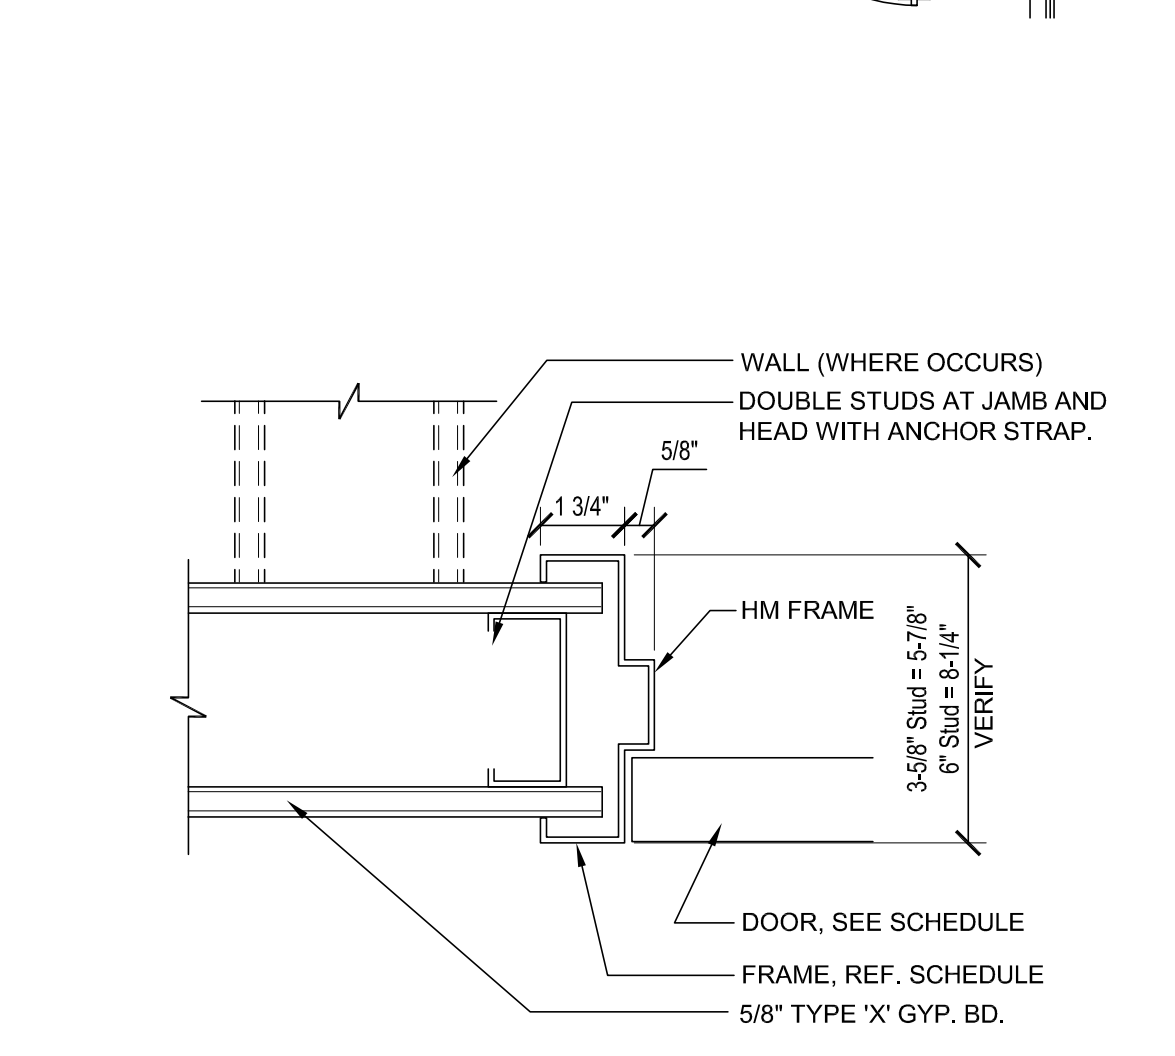 WALL (WHERE OCCURS)
DOUBLE STUDS AT JAMB AND
HEAD WITH ANCHOR STRAP.
5/8"
1 3/4"
HM FRAME
3-5/8" Stud = 5-7/8"
6" Stud = 8-1/4"
VERIFY
DOOR, SEE SCHEDULE
FRAME, REF. SCHEDULE
5/8" TYPE 'X' GYP. BD.